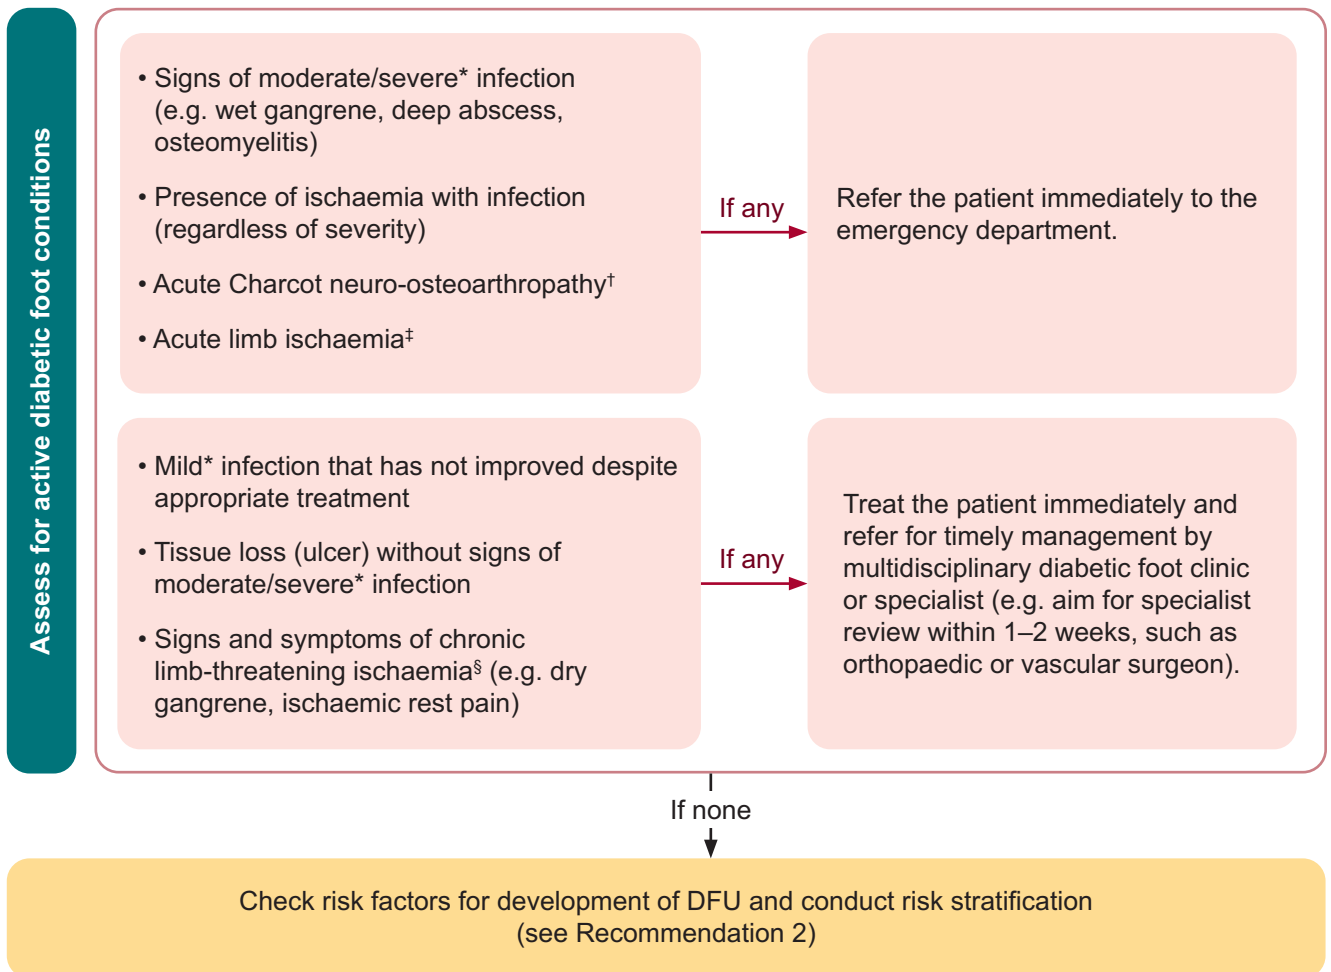 Assess for active diabetic foot conditions
• Signs of moderate/severe* infection
(e.g. wet gangrene, deep abscess,
osteomyelitis)
• Presence of ischaemia with infection
(regardless of severity)
• Acute Charcot neuro-osteoarthropathy†
• Acute limb ischaemia‡
If any
Refer the patient immediately to the
emergency department.
• Mild* infection that has not improved despite
appropriate treatment
• Tissue loss (ulcer) without signs of
moderate/severe* infection
• Signs and symptoms of chronic
limb-threatening ischaemia§ (e.g. dry
gangrene, ischaemic rest pain)
If any
Treat the patient immediately and
refer for timely management by
multidisciplinary diabetic foot clinic
or specialist (e.g. aim for specialist
review within 1–2 weeks, such as
orthopaedic or vascular surgeon).
If none
Check risk factors for development of DFU and conduct risk stratification
(see Recommendation 2)